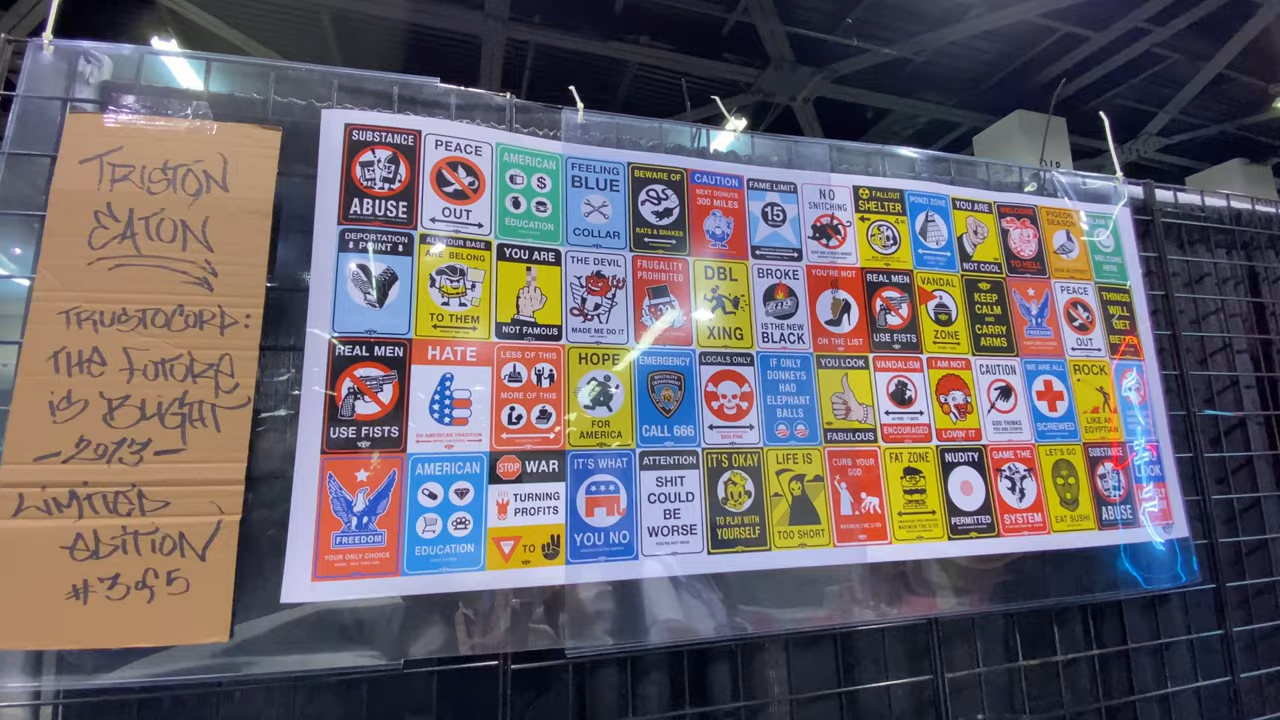 TRISTON
EATON
TRUSTOCORP:
THE FUTURE
is BLIGHT
-2013-
LIMITED
EDITION
#3 of 5
SUBSTANCE
ABUSE
PEACE
OUT
AMERICAN
EDUCATION
FEELING
BLUE
COLLAR
BEWARE OF
RATS & SNAKES
CAUTION
NEXT DONUTS
300 MILES
FAME LIMIT
15
NO
SNITCHING
FALLOUT
SHELTER
PONZI ZONE
YOU ARE
NOT COOL
WELCOME
TO HELL
PIGEON
SEASON
WELCOME
HERE
DEPORTATION
POINT
ALL YOUR BASE
ARE BELONG
TO THEM
YOU ARE
NOT FAMOUS
THE DEVIL
MADE ME DO IT
FRUGALITY
PROHIBITED
DBL
XING
BROKE
IS THE NEW
BLACK
YOU'RE NOT
ON THE LIST
REAL MEN
USE FISTS
VANDAL
ZONE
KEEP
CALM
AND
CARRY
ARMS
FREEDOM
PEACE
OUT
THINGS
WILL
GET
BETTER
REAL MEN
USE FISTS
HATE
AN AMERICAN TRADITION
LESS OF THIS
MORE OF THIS
HOPE
FOR
AMERICA
EMERGENCY
BRUTALITY
DEPARTMENT
CALL 666
LOCALS ONLY
$500 FINE
IF ONLY
DONKEYS
HAD
ELEPHANT
BALLS
YOU LOOK
FABULOUS
VANDALISM
ENCOURAGED
I AM NOT
LOVIN' IT
CAUTION
GOD THINKS
YOU ARE STUPID
WE ARE ALL
SCREWED
ROCK
LIKE AN
EGYPTIAN
FREEDOM
YOUR ONLY CHOICE
AMERICAN
EDUCATION
STOP WAR
TURNING
PROFITS
TO
IT'S WHAT
YOU NO
ATTENTION
SHIT
COULD
BE
WORSE
IT'S OKAY
TO PLAY WITH
YOURSELF
LIFE IS
TOO SHORT
CURB YOUR
GOD
MAXIMUM FINE $1000
FAT ZONE
NUDITY
PERMITTED
GAME THE
SYSTEM
LET'S GO
EAT SUSHI
SUBSTANCE
ABUSE
LOOK